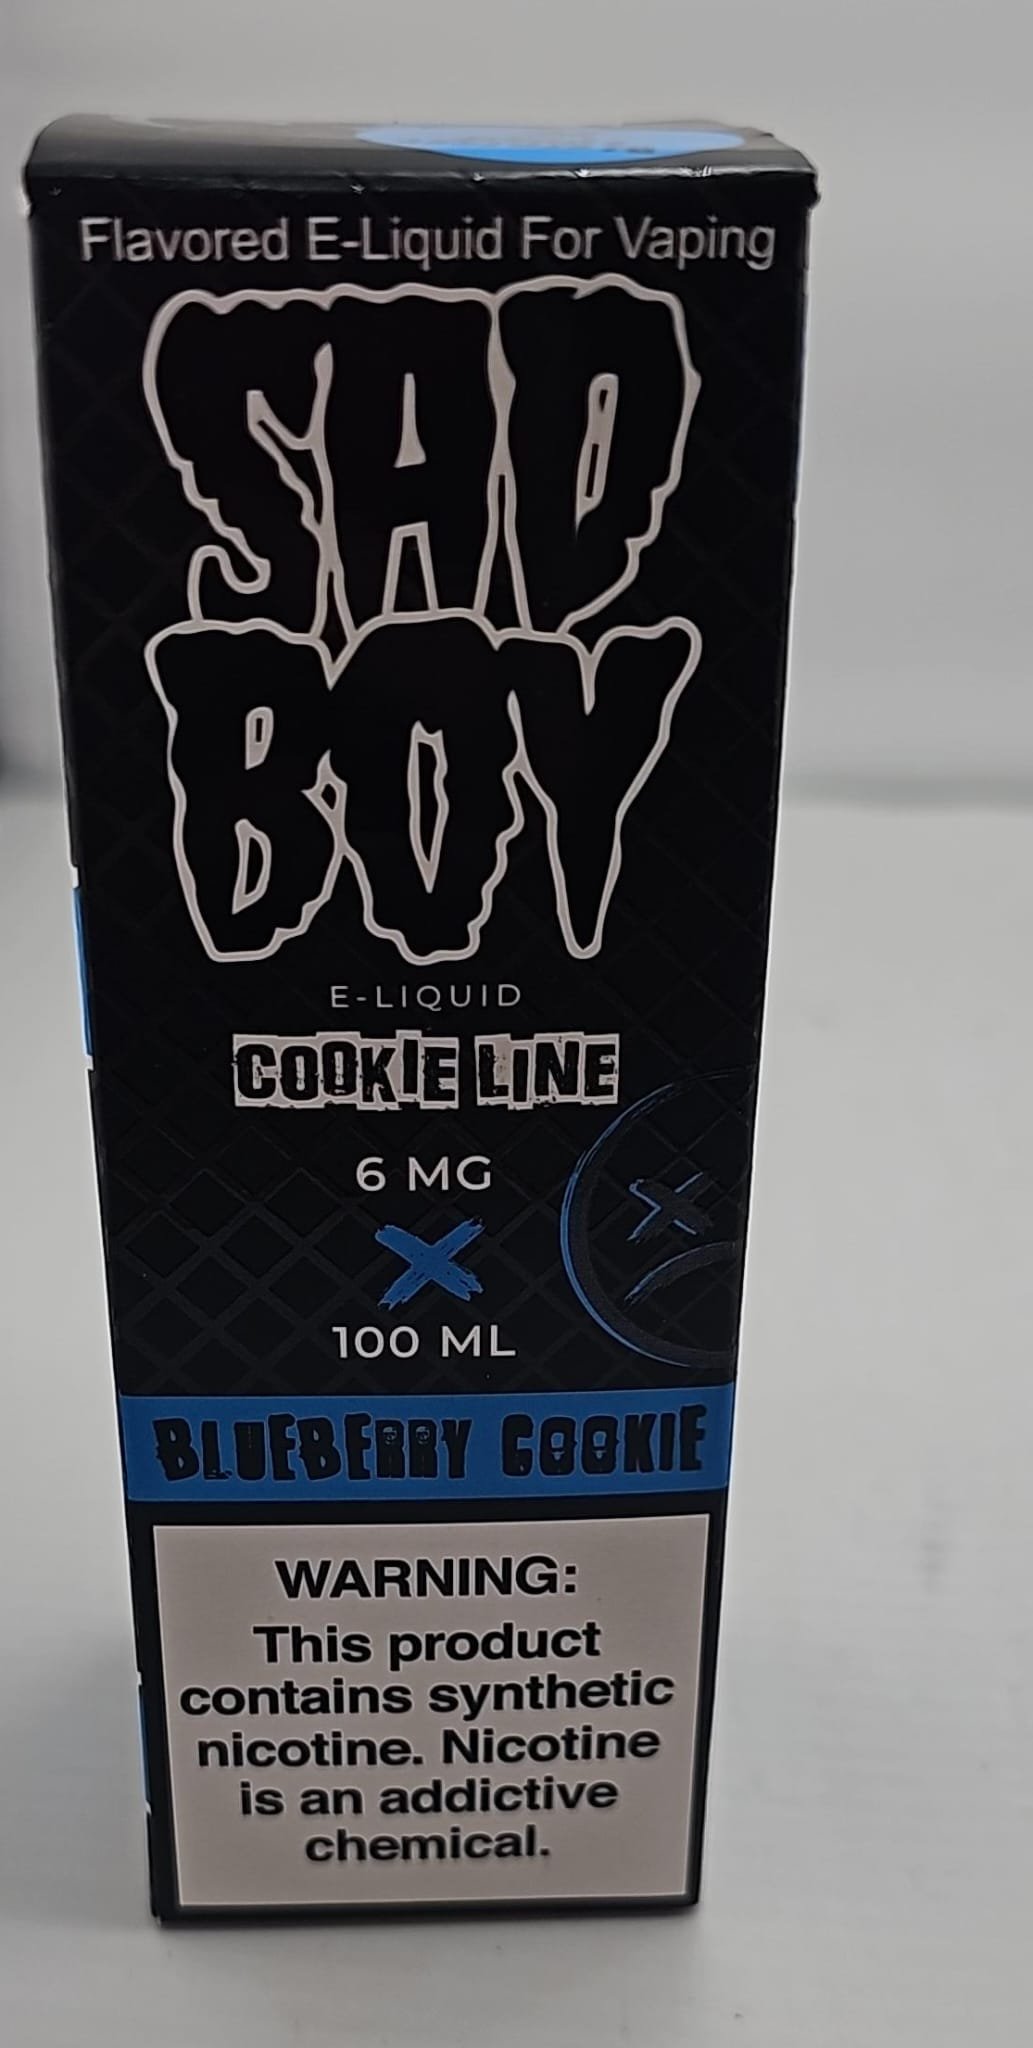 Flavored E-Liquid For Vaping
SAD
BOY
E-LIQUID
COOKIE LINE
6 MG
X
100 ML
BLUEBERRY COOKIE
WARNING:
This product
contains synthetic
nicotine. Nicotine
is an addictive
chemical.